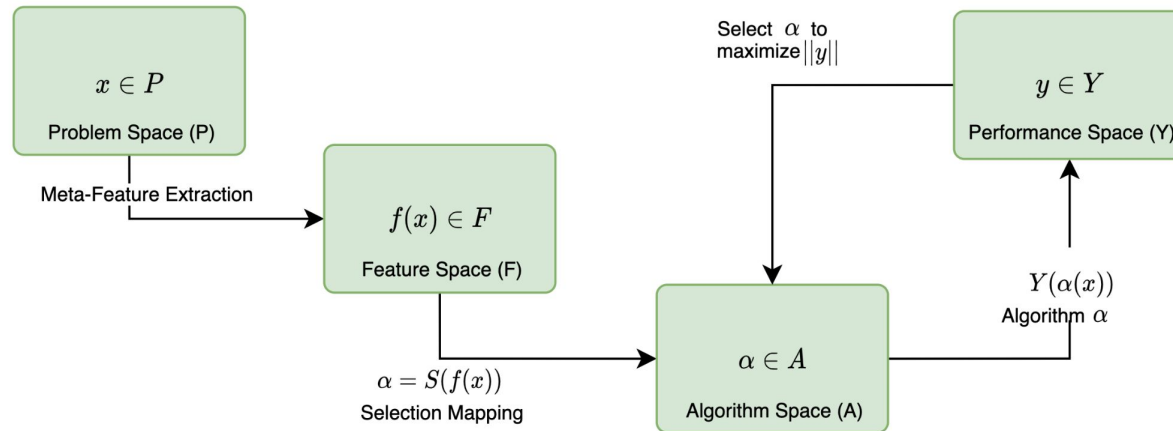 x ∈ P
Problem Space (P)
Meta-Feature Extraction
f(x) ∈ F
Feature Space (F)
α = S(f(x))
Selection Mapping
α ∈ A
Algorithm Space (A)
Y(α(x))
Algorithm α
y ∈ Y
Performance Space (Y)
Select α to
maximize ||y||